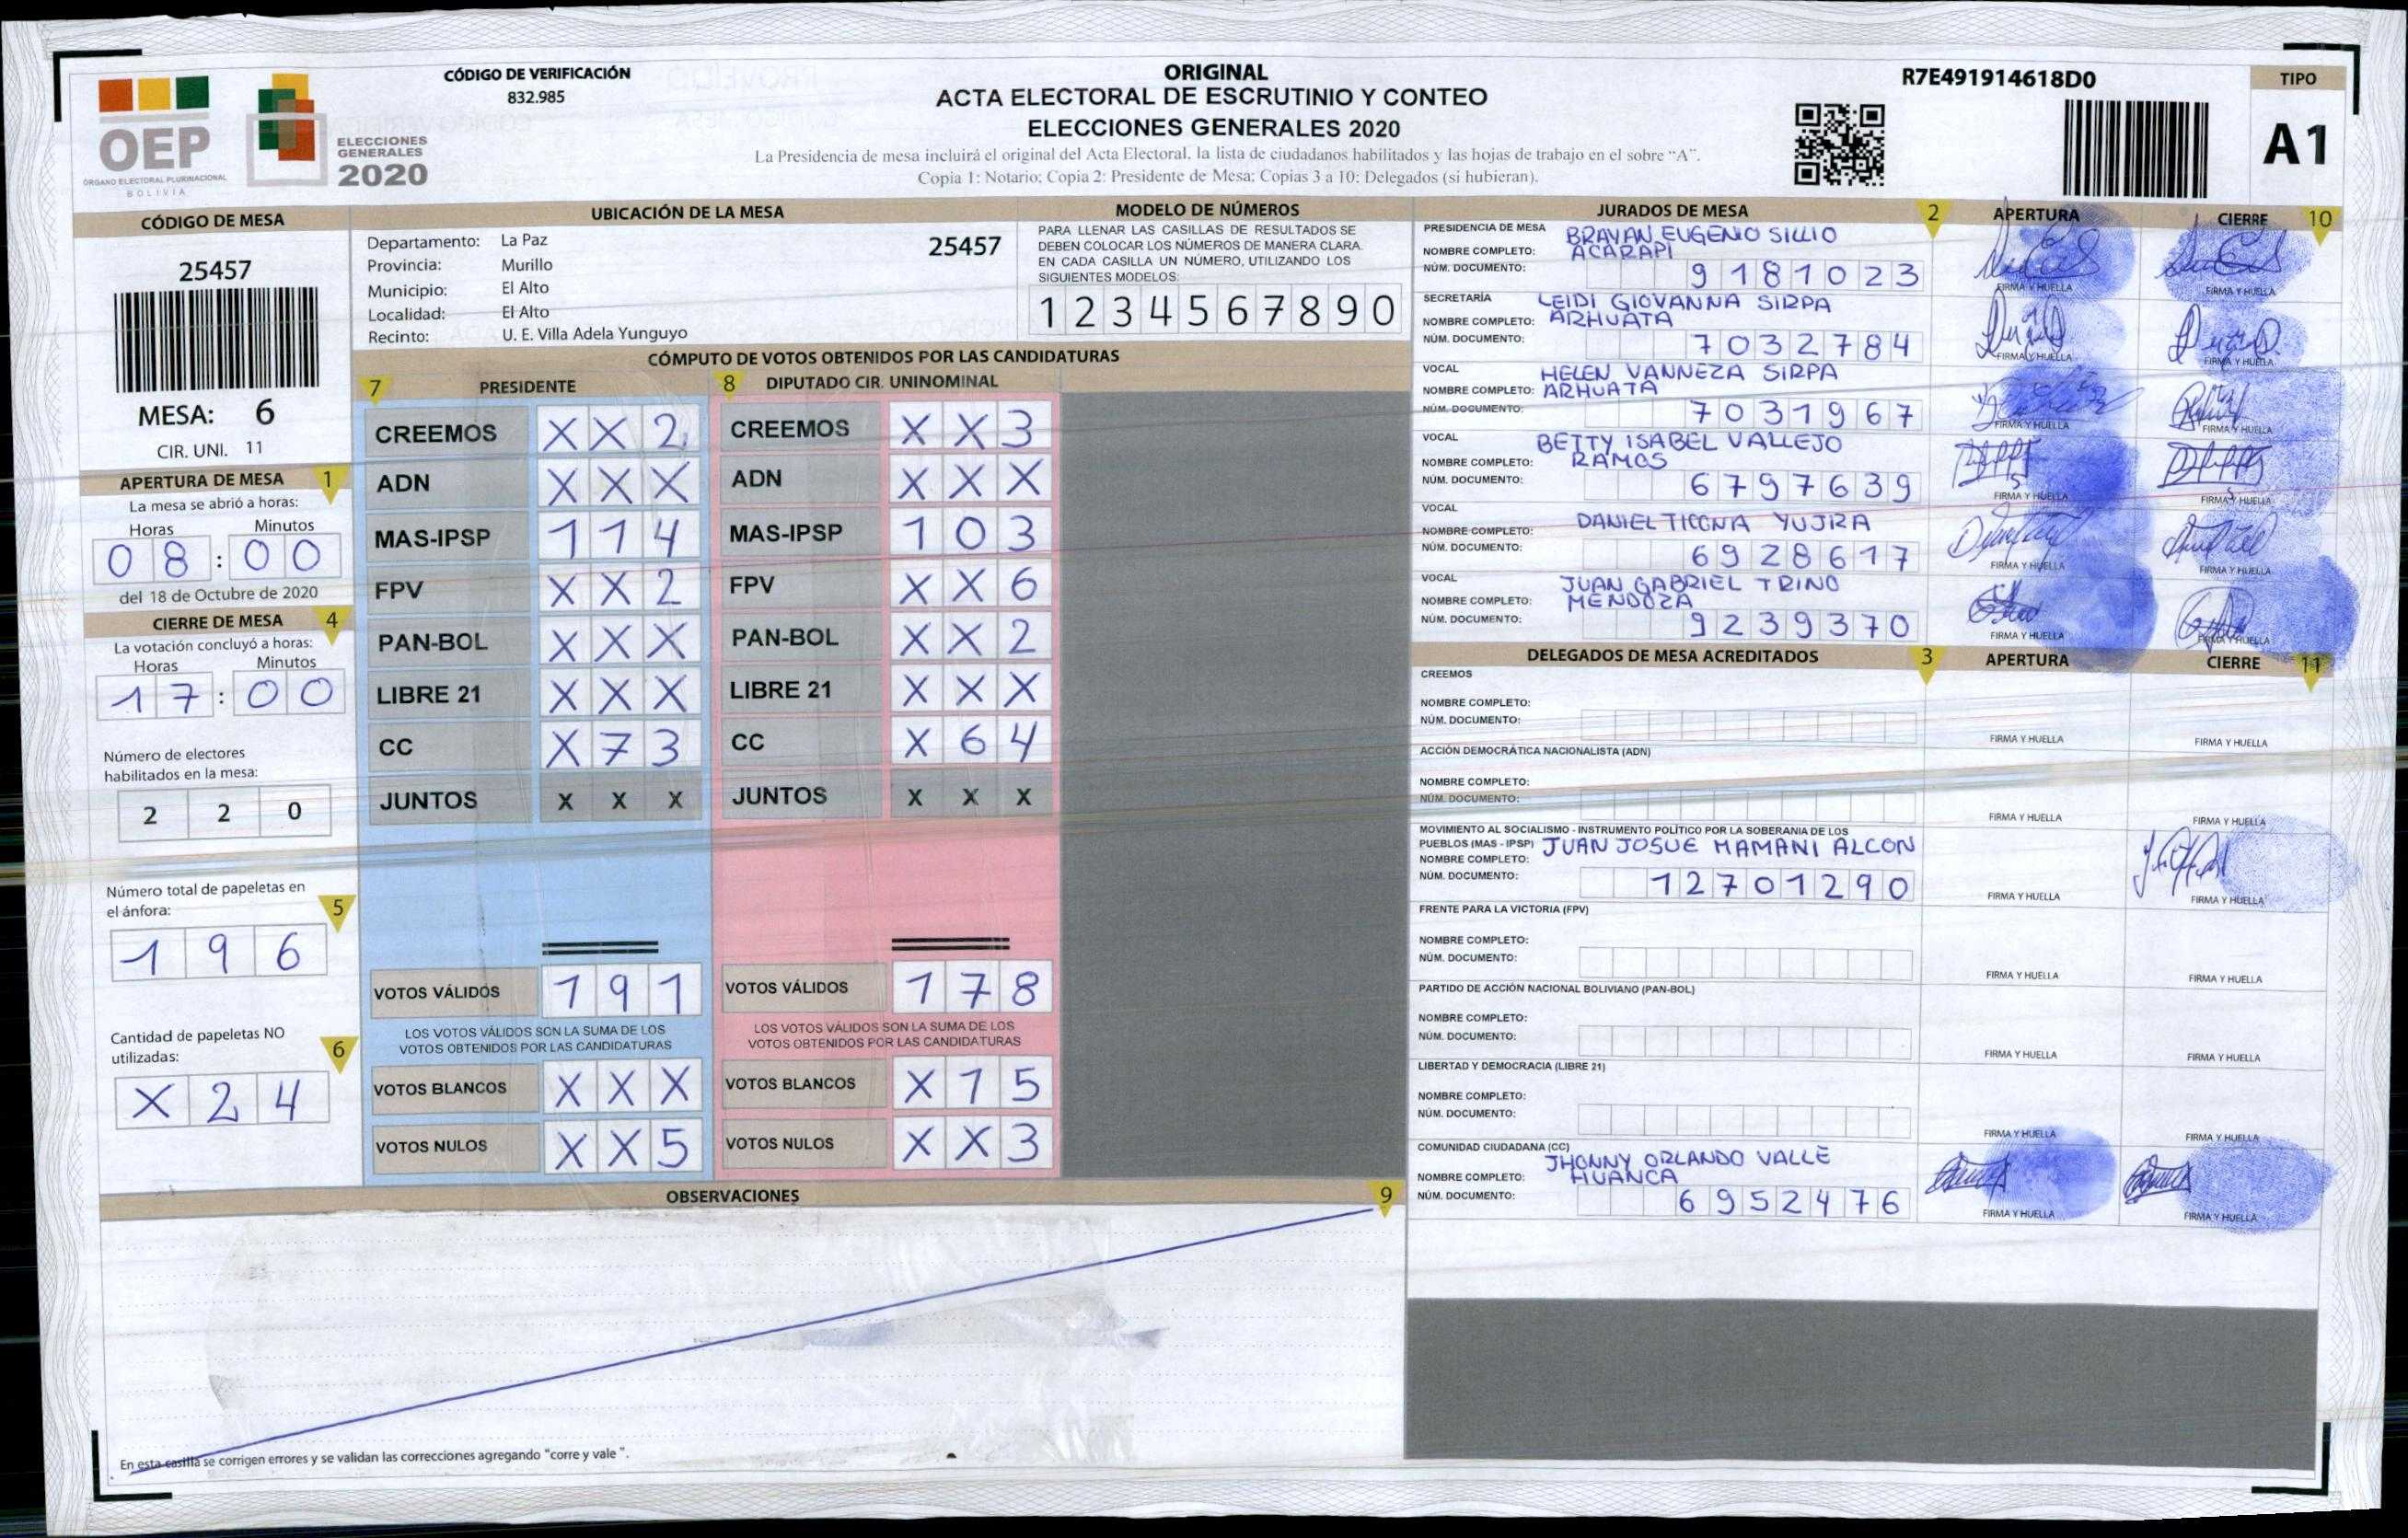 CÓDIGO DE VERIFICACIÓN
832.985
ORIGINAL
ACTA ELECTORAL DE ESCRUTINIO Y CONTEO
ELECCIONES GENERALES 2020
La Presidencia de mesa incluirá el original del Acta Electoral, la lista de ciudadanos habilitados y las hojas de trabajo en el sobre "A".
Copia 1: Notario; Copia 2: Presidente de Mesa; Copias 3 a 10: Delegados (si hubieran).
R7E491914618D0
TIPO
A1
OEP
ÓRGANO ELECTORAL PLURINACIONAL
BOLIVIA
ELECCIONES
GENERALES
2020
CÓDIGO DE MESA
25457
MESA: 6
CIR. UNI. 11
APERTURA DE MESA 1
La mesa se abrió a horas:
Horas Minutos
08:00
del 18 de Octubre de 2020
CIERRE DE MESA 4
La votación concluyó a horas:
Horas Minutos
17:00
Número de electores
habilitados en la mesa:
2 2 0
Número total de papeletas en
el ánfora: 5
1 9 6
Cantidad de papeletas NO
utilizadas: 6
X 2 4
UBICACIÓN DE LA MESA
Departamento: La Paz 25457
Provincia: Murillo
Municipio: El Alto
Localidad: El Alto
Recinto: U. E. Villa Adela Yunguyo
MODELO DE NÚMEROS
PARA LLENAR LAS CASILLAS DE RESULTADOS SE
DEBEN COLOCAR LOS NÚMEROS DE MANERA CLARA.
EN CADA CASILLA UN NÚMERO, UTILIZANDO LOS
SIGUIENTES MODELOS:
1 2 3 4 5 6 7 8 9 0
CÓMPUTO DE VOTOS OBTENIDOS POR LAS CANDIDATURAS
7 PRESIDENTE
CREEMOS X X 2
ADN X X X
MAS-IPSP 1 1 4
FPV X X 2
PAN-BOL X X X
LIBRE 21 X X X
CC X 7 3
JUNTOS X X X
VOTOS VÁLIDOS 1 9 1
LOS VOTOS VÁLIDOS SON LA SUMA DE LOS
VOTOS OBTENIDOS POR LAS CANDIDATURAS
VOTOS BLANCOS X X X
VOTOS NULOS X X 5
8 DIPUTADO CIR. UNINOMINAL
CREEMOS X X 3
ADN X X X
MAS-IPSP 1 0 3
FPV X X 6
PAN-BOL X X 2
LIBRE 21 X X X
CC X 6 4
JUNTOS X X X
VOTOS VÁLIDOS 1 7 8
LOS VOTOS VÁLIDOS SON LA SUMA DE LOS
VOTOS OBTENIDOS POR LAS CANDIDATURAS
VOTOS BLANCOS X 1 5
VOTOS NULOS X X 3
OBSERVACIONES 9
En esta casilla se corrigen errores y se validan las correcciones agregando "corre y vale ".
JURADOS DE MESA 2 APERTURA CIERRE 10
PRESIDENCIA DE MESA BRAYAN EUGENIO SILLIO
NOMBRE COMPLETO: ACARAPI
NÚM. DOCUMENTO: 9181023
FIRMA Y HUELLA FIRMA Y HUELLA
SECRETARÍA LEIDI GIOVANNA SIRPA
NOMBRE COMPLETO: ARHUATA
NÚM. DOCUMENTO: 7032784
FIRMA Y HUELLA FIRMA Y HUELLA
VOCAL HELEN VANNEZA SIRPA
NOMBRE COMPLETO: ARHUATA
NÚM. DOCUMENTO: 7031967
FIRMA Y HUELLA FIRMA Y HUELLA
VOCAL BETTY ISABEL VALLEJO
NOMBRE COMPLETO: RAMOS
NÚM. DOCUMENTO: 6797639
FIRMA Y HUELLA FIRMA Y HUELLA
VOCAL
NOMBRE COMPLETO: DANIEL TICONA YUJRA
NÚM. DOCUMENTO: 6928617
FIRMA Y HUELLA FIRMA Y HUELLA
VOCAL JUAN GABRIEL TRINO
NOMBRE COMPLETO: MENDOZA
NÚM. DOCUMENTO: 9239370
FIRMA Y HUELLA FIRMA Y HUELLA
DELEGADOS DE MESA ACREDITADOS 3 APERTURA CIERRE 11
CREEMOS
NOMBRE COMPLETO:
NÚM. DOCUMENTO:
FIRMA Y HUELLA FIRMA Y HUELLA
ACCIÓN DEMOCRÁTICA NACIONALISTA (ADN)
NOMBRE COMPLETO:
NÚM. DOCUMENTO:
FIRMA Y HUELLA FIRMA Y HUELLA
MOVIMIENTO AL SOCIALISMO - INSTRUMENTO POLÍTICO POR LA SOBERANIA DE LOS
PUEBLOS (MAS - IPSP) JUAN JOSUE MAMANI ALCON
NOMBRE COMPLETO:
NÚM. DOCUMENTO: 12701290
FIRMA Y HUELLA FIRMA Y HUELLA
FRENTE PARA LA VICTORIA (FPV)
NOMBRE COMPLETO:
NÚM. DOCUMENTO:
FIRMA Y HUELLA FIRMA Y HUELLA
PARTIDO DE ACCIÓN NACIONAL BOLIVIANO (PAN-BOL)
NOMBRE COMPLETO:
NÚM. DOCUMENTO:
FIRMA Y HUELLA FIRMA Y HUELLA
LIBERTAD Y DEMOCRACIA (LIBRE 21)
NOMBRE COMPLETO:
NÚM. DOCUMENTO:
FIRMA Y HUELLA FIRMA Y HUELLA
COMUNIDAD CIUDADANA (CC) JHONNY ORLANDO VALLE
NOMBRE COMPLETO: HUANCA
NÚM. DOCUMENTO: 6952476
FIRMA Y HUELLA FIRMA Y HUELLA